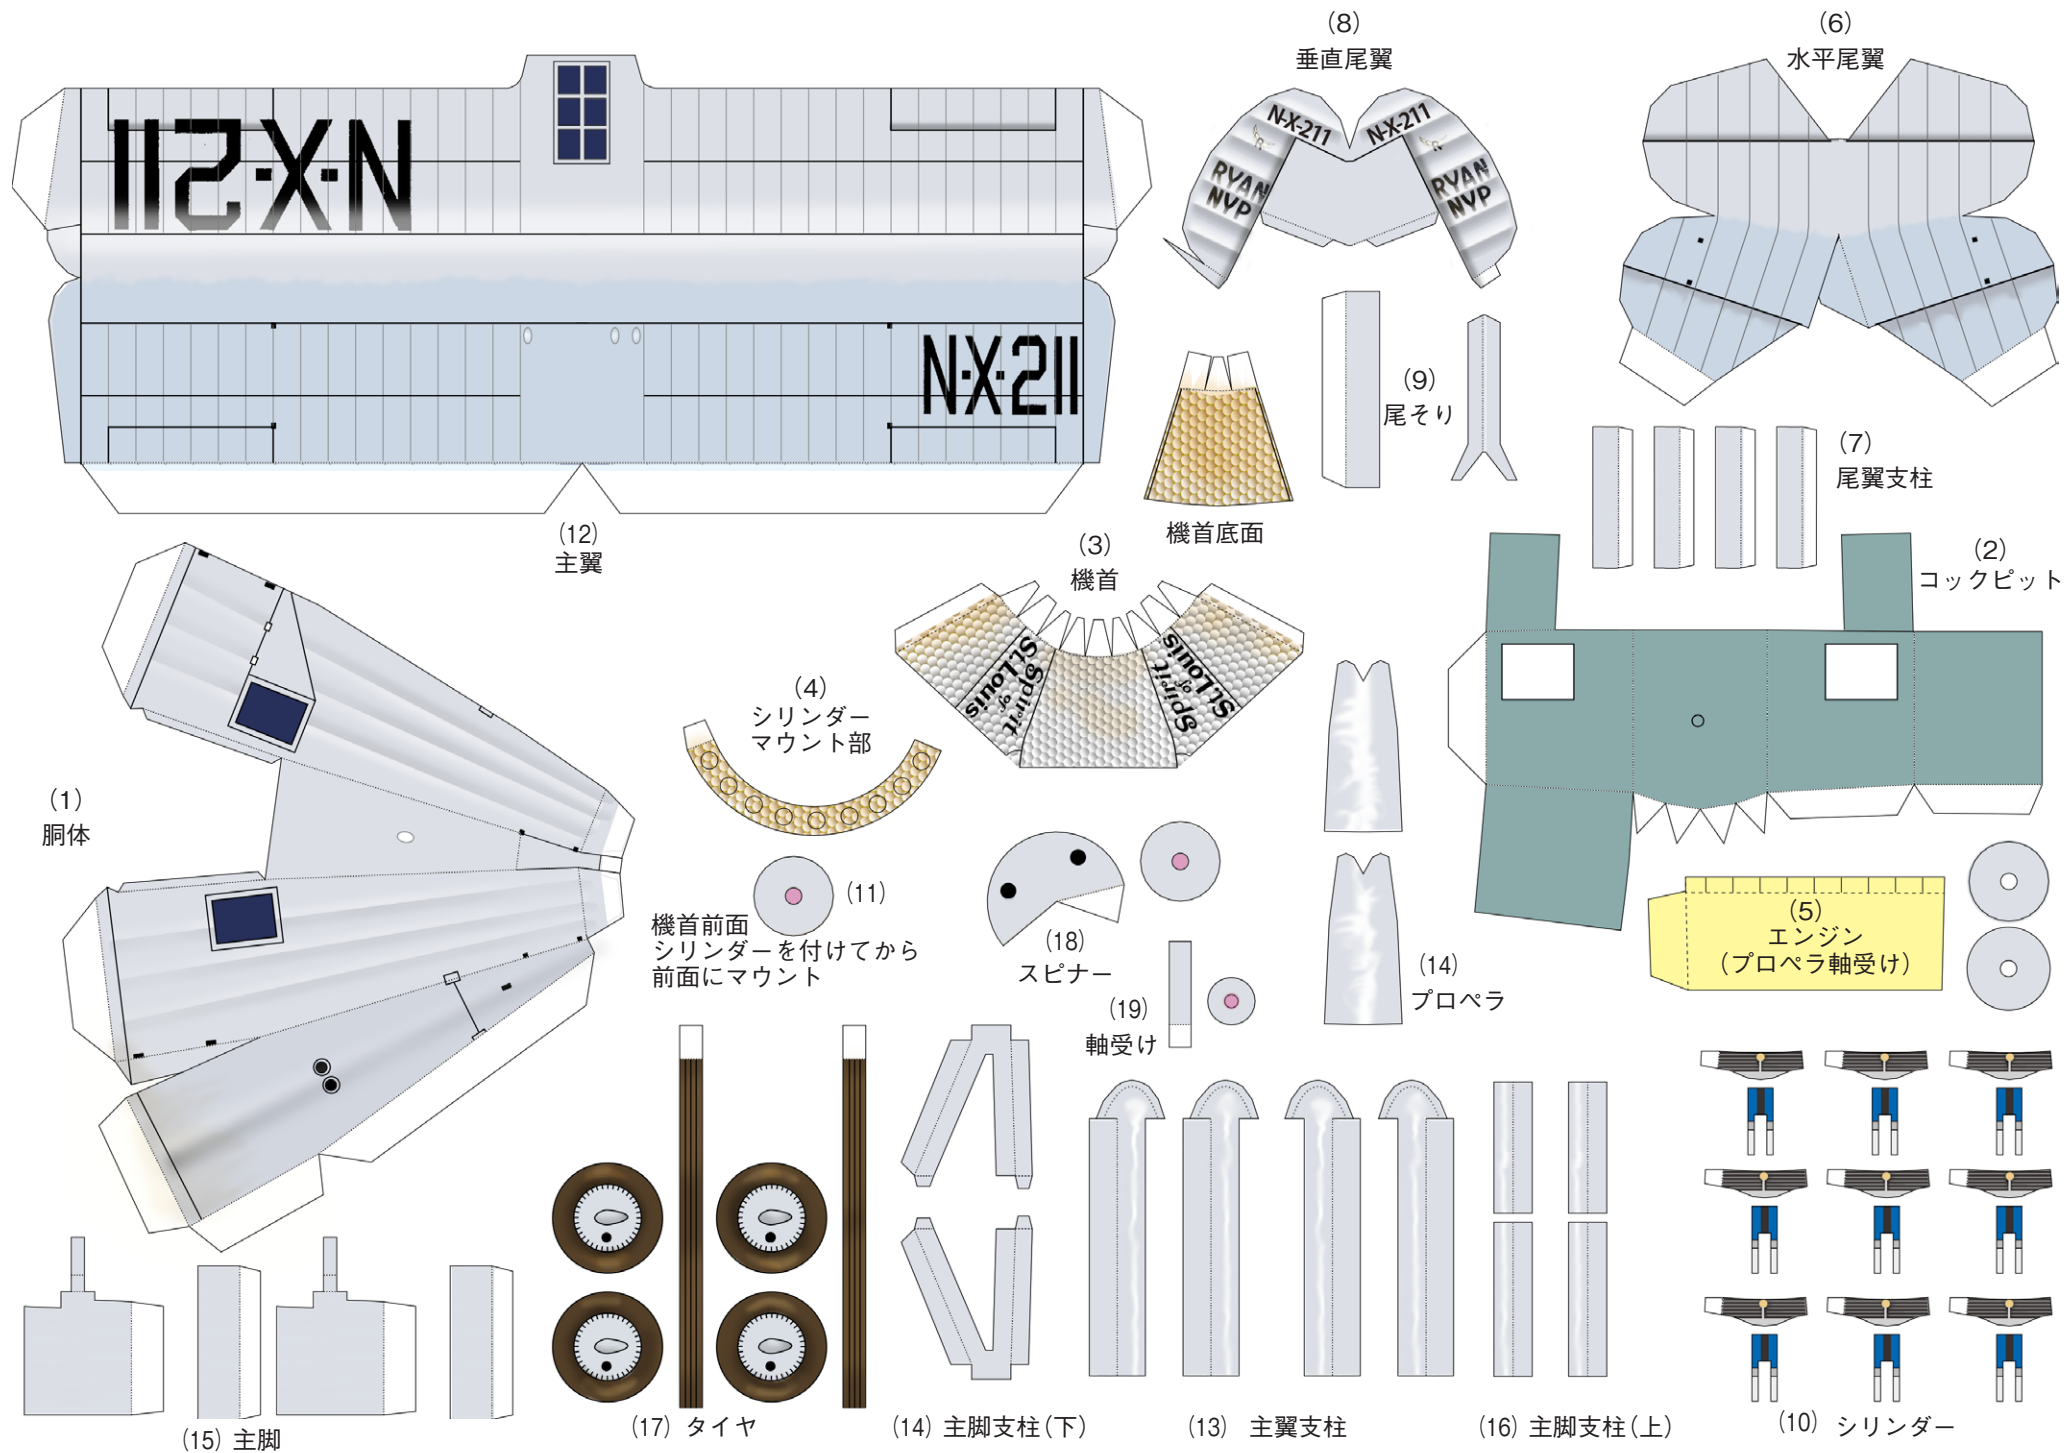 (8)
垂直尾翼
(6)
水平尾翼
N-X-211
N-X-211
RYAN
NYP
RYAN
NYP
N-X-211
N-X-211
(9)
尾そり
(7)
尾翼支柱
機首底面
(12)
主翼
(3)
機首
(2)
コックピット
Spirit
of
St.Louis
Spirit
of
St.Louis
(4)
シリンダー
マウント部
(1)
胴体
(11)
機首前面
シリンダーを付けてから
前面にマウント
(18)
スピナー
(14)
プロペラ
(5)
エンジン
(プロペラ軸受け)
(19)
軸受け
(15) 主脚
(17) タイヤ
(14) 主脚支柱(下)
(13) 主翼支柱
(16) 主脚支柱(上)
(10) シリンダー